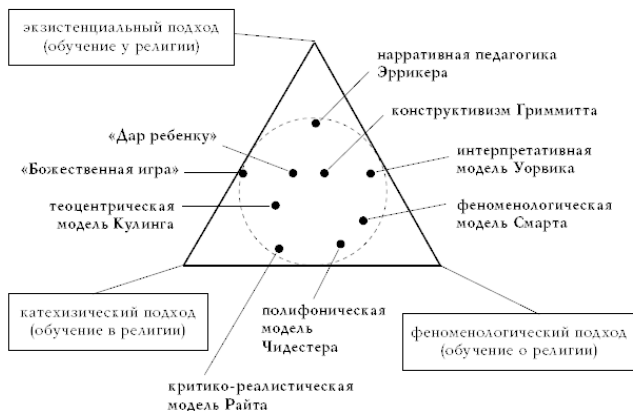 экзистенциальный подход
(обучение у религии)
нарративная педагогика
Эррикера
конструктивизм Гриммитта
«Дар ребенку»
интерпретативная
модель Уорвика
«Божественная игра»
теоцентрическая
модель Кулинга
феноменологическая
модель Смарта
катехизический подход
(обучение в религии)
полифоническая
модель
Чидестера
феноменологический подход
(обучение о религии)
критико-реалистическая
модель Райта